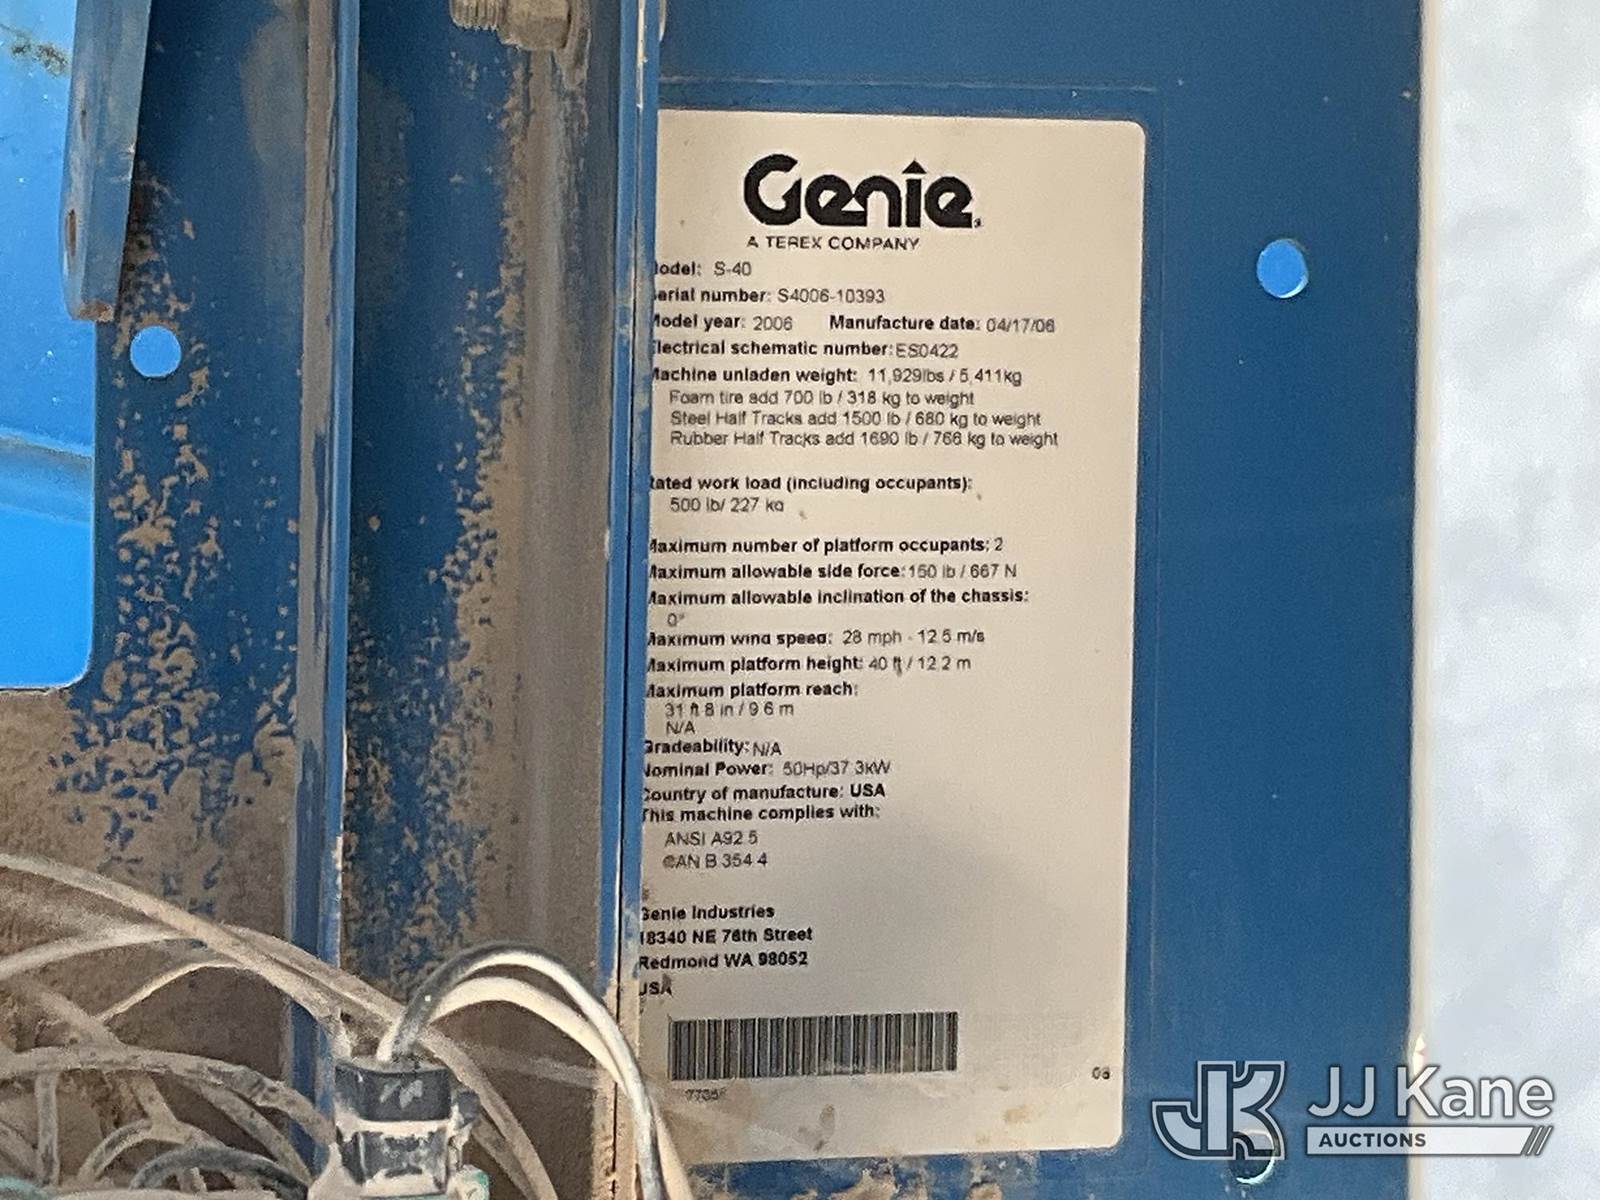 Genie
A TEREX COMPANY
odel: S-40
erial number: S4006-10393
Model year: 2006 Manufacture date: 04/17/06
lectrical schematic number: ES0422
Machine unladen weight: 11,929lbs / 5,411kg
Foam tire add 700 lb / 318 kg to weight
Steel Half Tracks add 1500 lb / 680 kg to weight
Rubber Half Tracks add 1690 lb / 766 kg to weight
Rated work load (including occupants):
500 lb/ 227 kg
Maximum number of platform occupants: 2
Maximum allowable side force: 150 lb / 667 N
Maximum allowable inclination of the chassis:
0°
Maximum wind speed: 28 mph - 12.5 m/s
Maximum platform height: 40 ft / 12.2 m
Maximum platform reach:
31 ft 8 in / 9.6 m
N/A
Gradeability: N/A
Nominal Power: 50Hp/37.3kW
Country of manufacture: USA
This machine complies with:
ANSI A92.5
CAN B 354.4
Genie Industries
18340 NE 76th Street
Redmond WA 98052
USA
06
JK JJ Kane
AUCTIONS